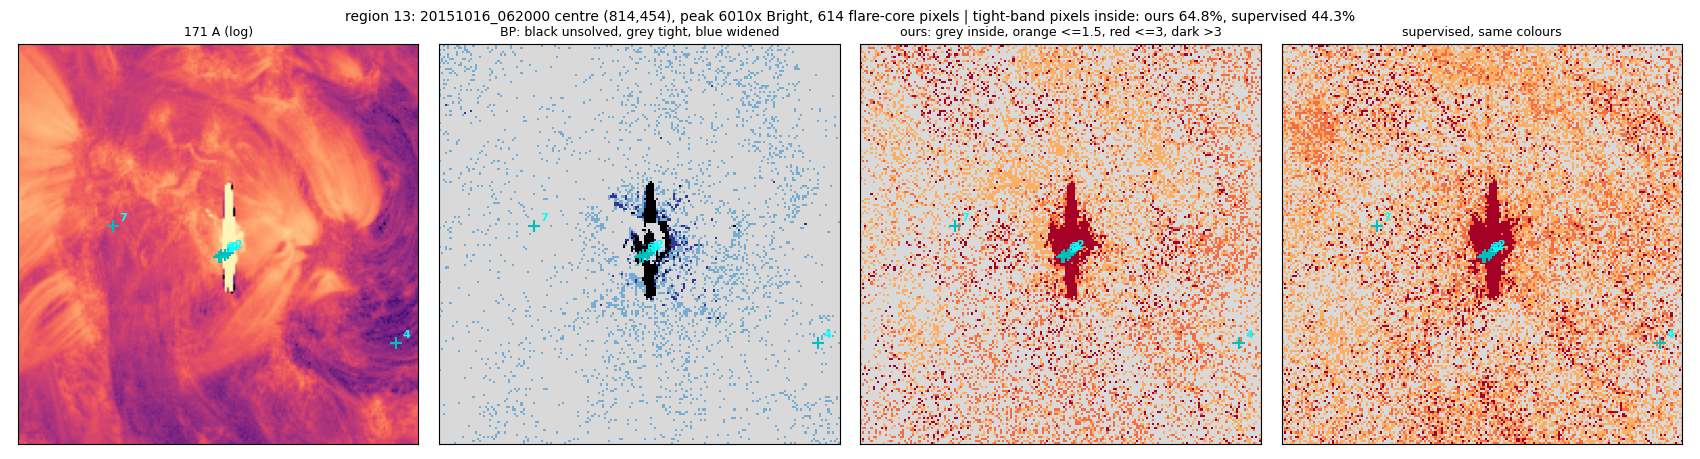 region 13: 20151016_062000 centre (814,454), peak 6010x Bright, 614 flare-core pixels | tight-band pixels inside: ours 64.8%, supervised 44.3%
171 A (log)
BP: black unsolved, grey tight, blue widened
ours: grey inside, orange <=1.5, red <=3, dark >3
supervised, same colours
7
7
7
7
4
4
4
4